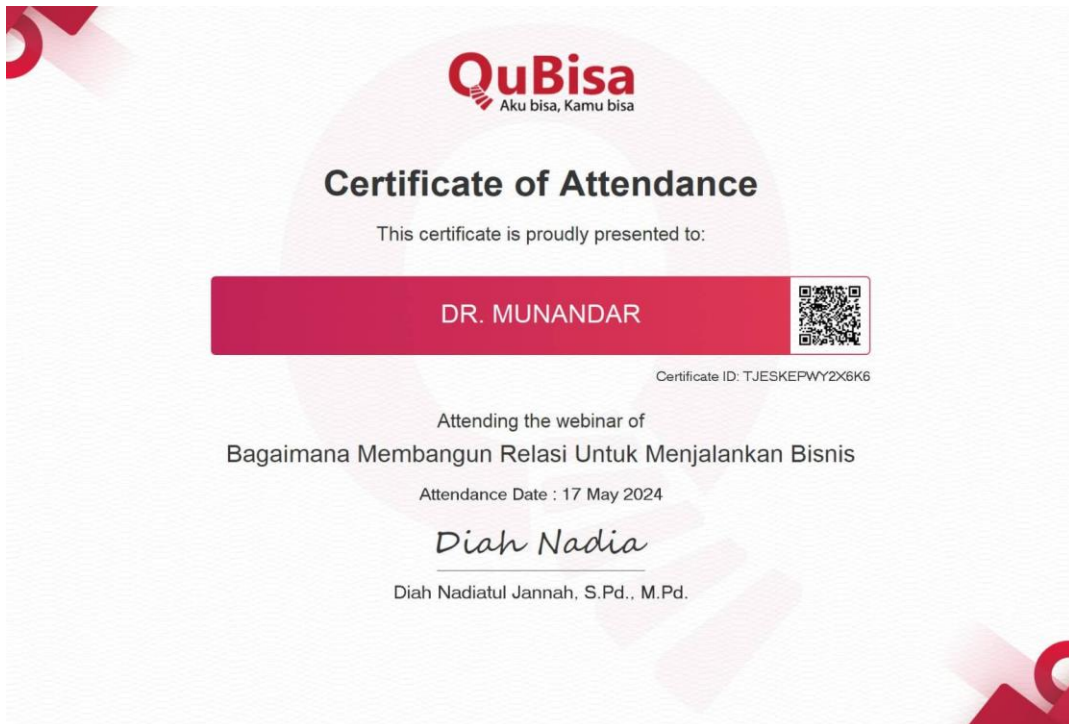 QuBisa
Aku bisa, Kamu bisa
Certificate of Attendance
This certificate is proudly presented to:
DR. MUNANDAR
Certificate ID: TJESKEPWY2X6K6
Attending the webinar of
Bagaimana Membangun Relasi Untuk Menjalankan Bisnis
Attendance Date : 17 May 2024
Diah Nadia
Diah Nadiatul Jannah, S.Pd., M.Pd.